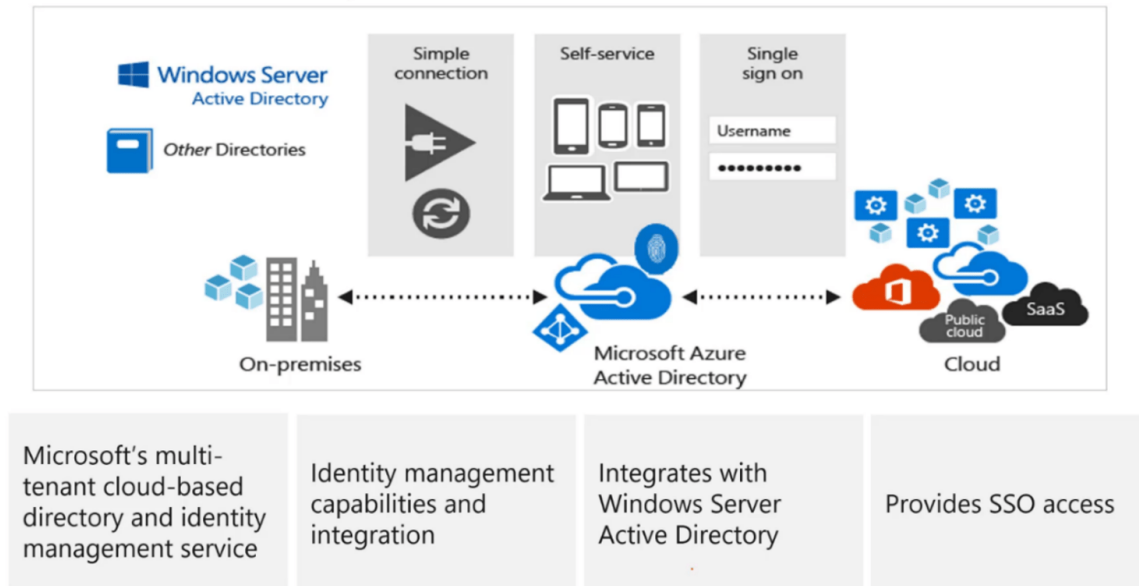 Windows Server
Active Directory
Other Directories
Simple
connection
Self-service
Single
sign on
Username
•••••••••
On-premises
Microsoft Azure
Active Directory
Public
cloud
SaaS
Cloud
Microsoft's multi-
tenant cloud-based
directory and identity
management service
Identity management
capabilities and
integration
Integrates with
Windows Server
Active Directory
Provides SSO access